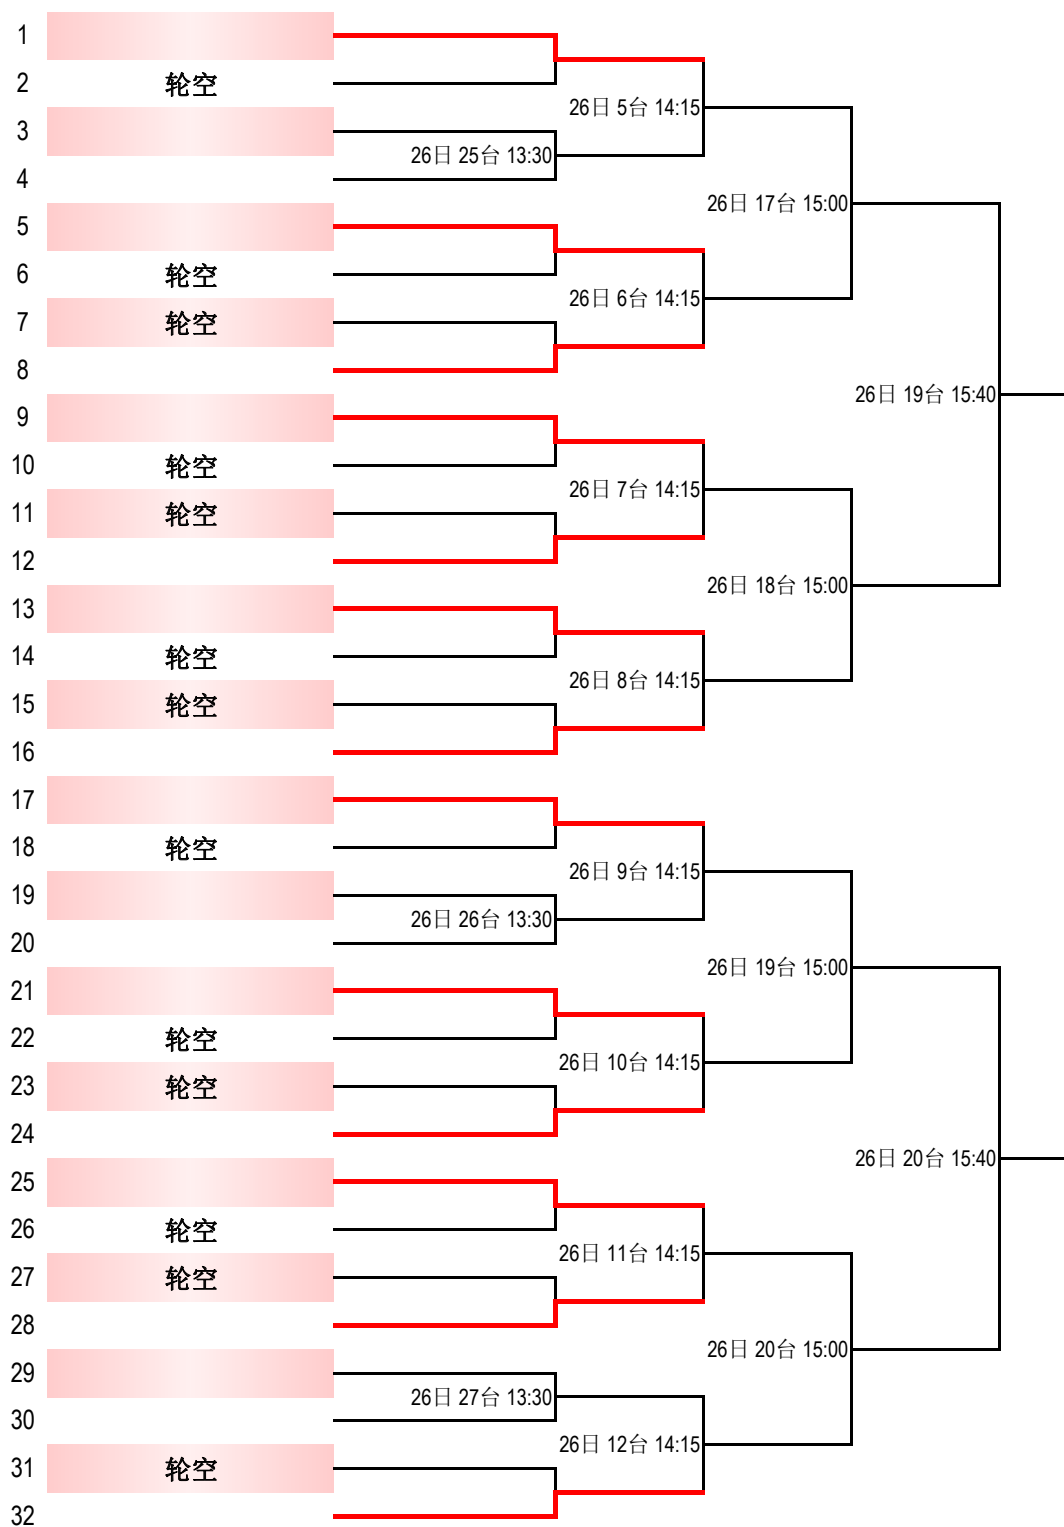 1
2 轮空
26日 5台 14:15
3
26日 25台 13:30
4
26日 17台 15:00
5
6 轮空
26日 6台 14:15
7 轮空
8
26日 19台 15:40
9
10 轮空
26日 7台 14:15
11 轮空
12
26日 18台 15:00
13
14 轮空
26日 8台 14:15
15 轮空
16
17
18 轮空
26日 9台 14:15
19
26日 26台 13:30
20
26日 19台 15:00
21
22 轮空
26日 10台 14:15
23 轮空
24
26日 20台 15:40
25
26 轮空
26日 11台 14:15
27 轮空
28
26日 20台 15:00
29
26日 27台 13:30
30
26日 12台 14:15
31 轮空
32